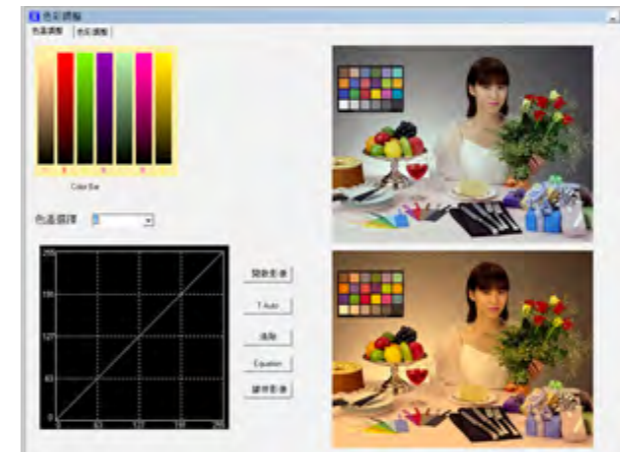 色彩調整
色溫調整 色彩調整
Color Bar
色溫選擇
255
191
127
63
0
0 63 127 191 255
開啟影像
T Auto
清除
Equation
儲存影像